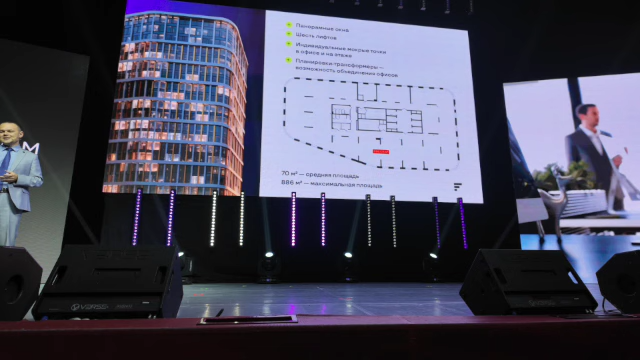 Панорамные окна
Шесть лифтов
Индивидуальные мокрые точки
в офисе и на этаже
Планировки-трансформеры —
возможность объединения офисов
70 м² — средняя площадь
886 м² — максимальная площадь
M